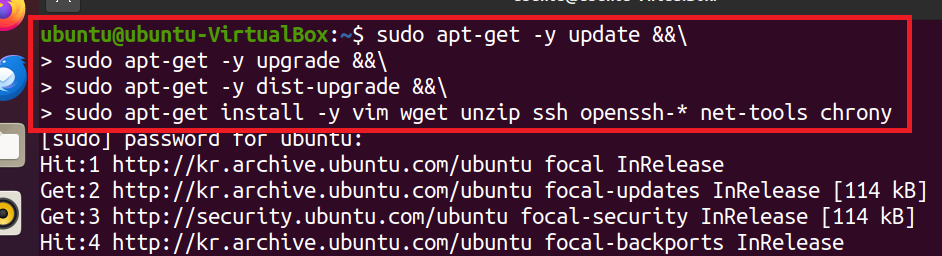 ubuntu@ubuntu-VirtualBox:~$ sudo apt-get -y update &&\
> sudo apt-get -y upgrade &&\
> sudo apt-get -y dist-upgrade &&\
> sudo apt-get install -y vim wget unzip ssh openssh-* net-tools chrony
[sudo] password for ubuntu:
Hit:1 http://kr.archive.ubuntu.com/ubuntu focal InRelease
Get:2 http://kr.archive.ubuntu.com/ubuntu focal-updates InRelease [114 kB]
Get:3 http://security.ubuntu.com/ubuntu focal-security InRelease [114 kB]
Hit:4 http://kr.archive.ubuntu.com/ubuntu focal-backports InRelease